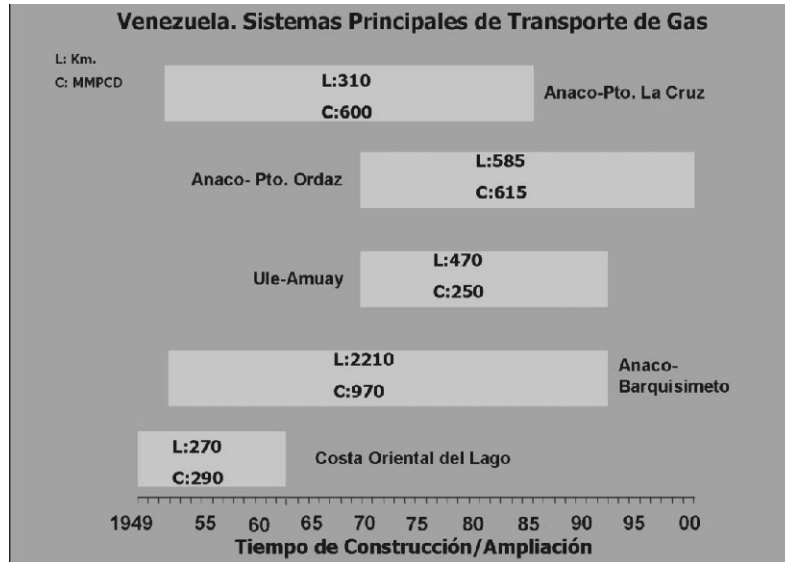 Venezuela. Sistemas Principales de Transporte de Gas
L: Km.
C: MMPCD
L:310
C:600
Anaco-Pto. La Cruz
Anaco- Pto. Ordaz
L:585
C:615
Ule-Amuay
L:470
C:250
L:2210
C:970
Anaco-
Barquisimeto
L:270
C:290
Costa Oriental del Lago
1949 55 60 65 70 75 80 85 90 95 00
Tiempo de Construcción/Ampliación